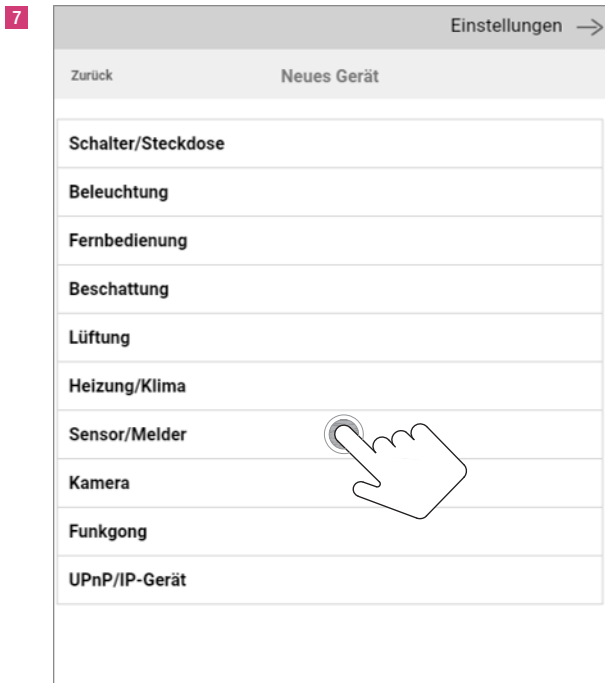 7
Einstellungen
Zurück Neues Gerät
Schalter/Steckdose
Beleuchtung
Fernbedienung
Beschattung
Lüftung
Heizung/Klima
Sensor/Melder
Kamera
Funkgong
UPnP/IP-Gerät